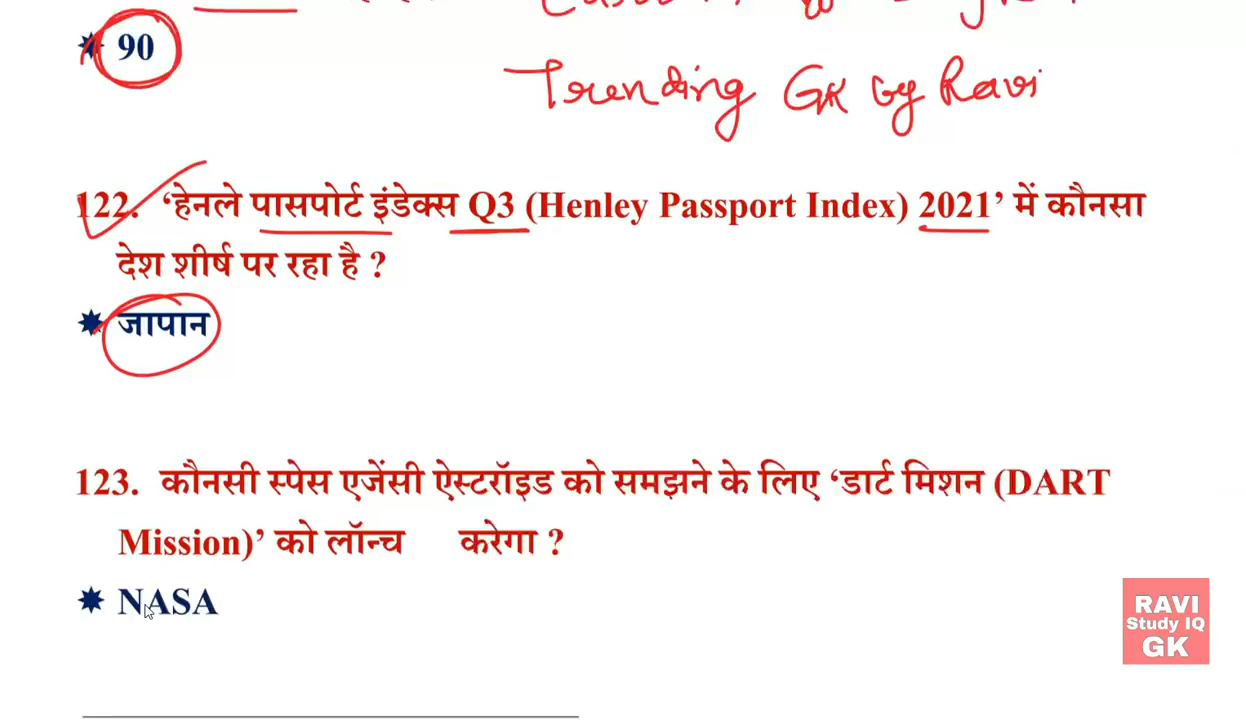 90
Trending GK by Ravi
122. ‘हेनले पासपोर्ट इंडेक्स Q3 (Henley Passport Index) 2021’ में कौनसा
देश शीर्ष पर रहा है ?
जापान
123. कौनसी स्पेस एजेंसी ऐस्टरॉइड को समझने के लिए ‘डार्ट मिशन (DART
Mission)’ को लॉन्च करेगा ?
NASA
RAVI
Study IQ
GK